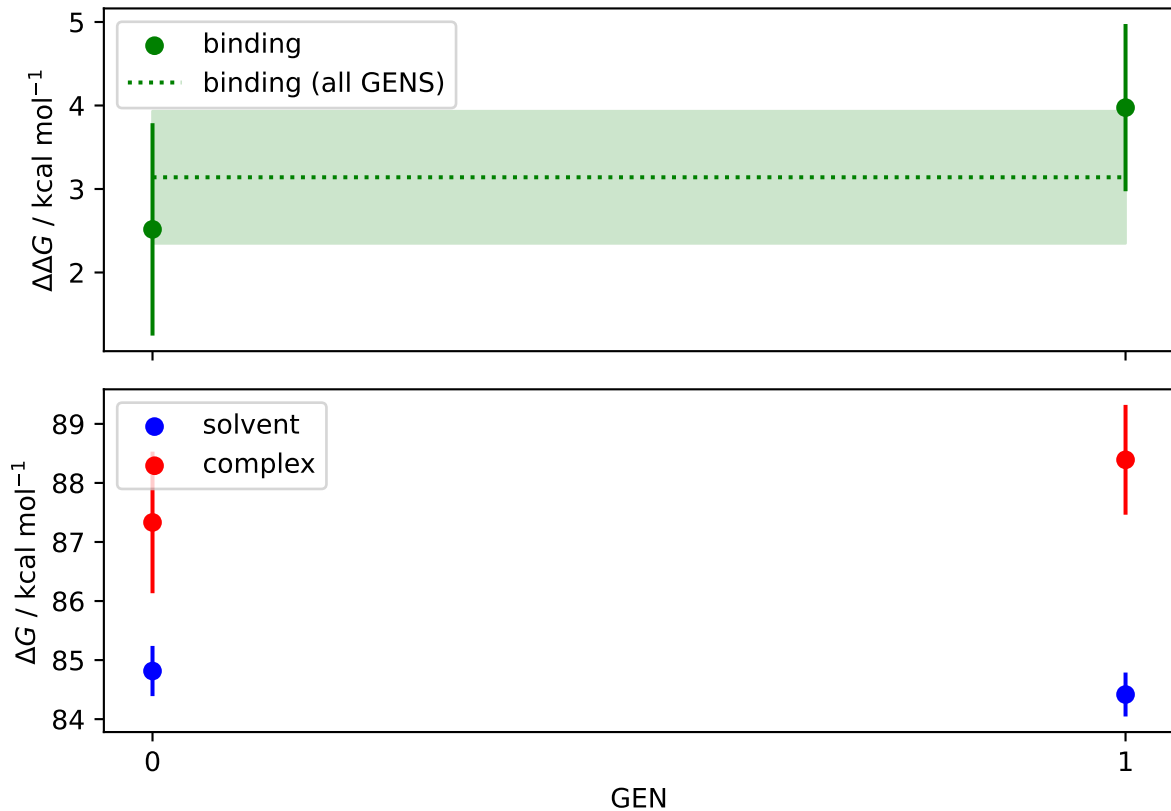 5
4
3
2
ΔΔG / kcal mol⁻¹
binding
binding (all GENS)
89
88
87
86
85
84
ΔG / kcal mol⁻¹
solvent
complex
0
1
GEN